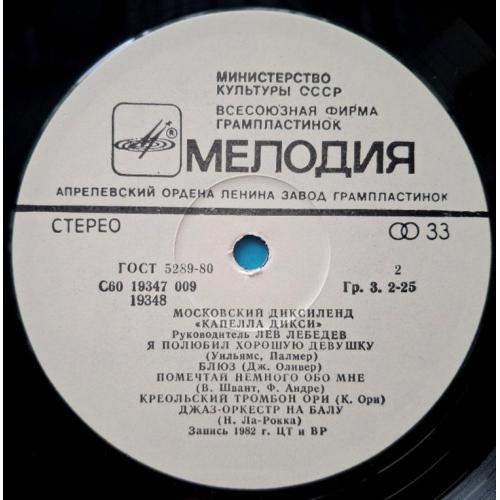 МИНИСТЕРСТВО
КУЛЬТУРЫ СССР
ВСЕСОЮЗНАЯ ФИРМА
ГРАМПЛАСТИНОК
®
МЕЛОДИЯ
АПРЕЛЕВСКИЙ ОРДЕНА ЛЕНИНА ЗАВОД ГРАМПЛАСТИНОК
СТЕРЕО 33
ГОСТ 5289-80 2
С60 19347 009 Гр. 3. 2-25
19348
МОСКОВСКИЙ ДИКСИЛЕНД
«КАПЕЛЛА ДИКСИ»
Руководитель ЛЕВ ЛЕБЕДЕВ
Я ПОЛЮБИЛ ХОРОШУЮ ДЕВУШКУ
(Уильямс, Палмер)
БЛЮЗ (Дж. Оливер)
ПОМЕЧТАЙ НЕМНОГО ОБО МНЕ
(В. Швант, Ф. Андре)
КРЕОЛЬСКИЙ ТРОМБОН ОРИ (К. Ори)
ДЖАЗ-ОРКЕСТР НА БАЛУ
(Н. Ла-Рокка)
Запись 1982 г. ЦТ и ВР